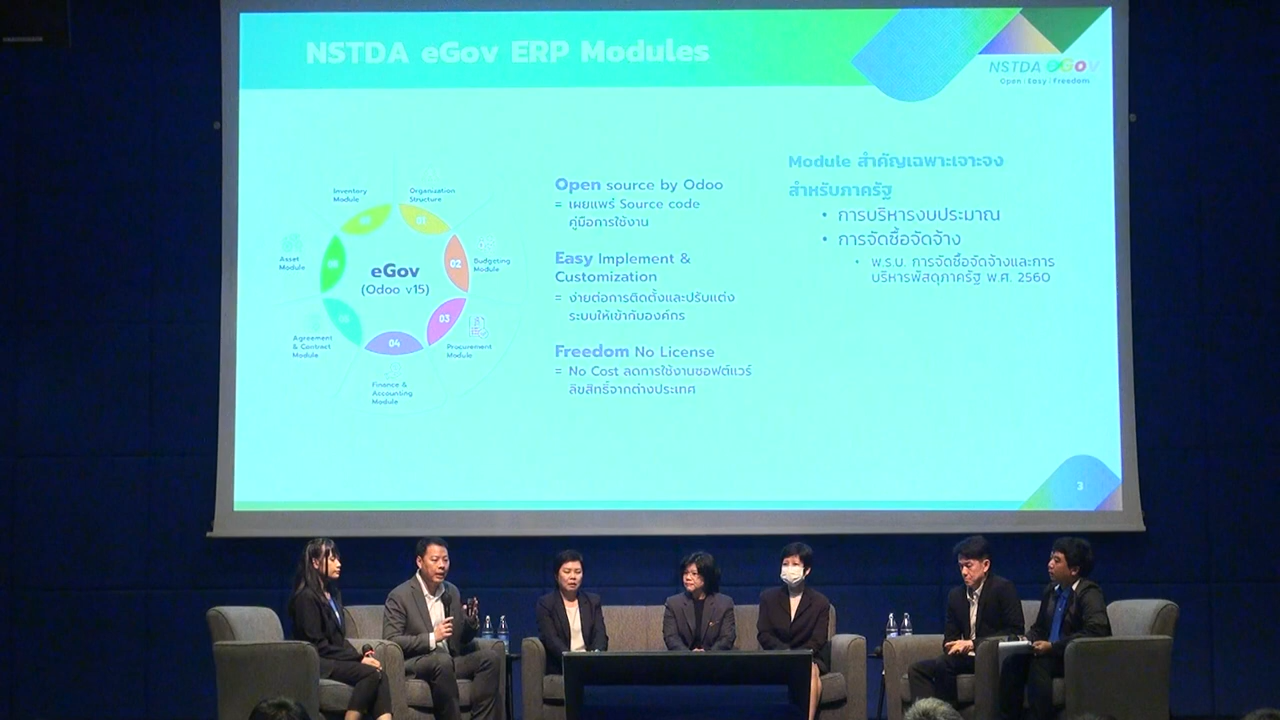 NSTDA eGov ERP Modules
NSTDA eGov
Open | Easy | Freedom
Inventory
Module
Organization
Structure
01
Asset
Module
eGov
(Odoo v15)
02
Budgeting
Module
03
Agreement
& Contract
Module
04
Procurement
Module
Finance &
Accounting
Module
Open source by Odoo
= เผยแพร่ Source code
คู่มือการใช้งาน
Easy Implement &
Customization
= ง่ายต่อการติดตั้งและปรับแต่ง
ระบบให้เข้ากับองค์กร
Freedom No License
= No Cost ลดการใช้งานซอฟต์แวร์
ลิขสิทธิ์จากต่างประเทศ
Module สำคัญเฉพาะเจาะจง
สำหรับภาครัฐ
• การบริหารงบประมาณ
• การจัดซื้อจัดจ้าง
• พ.ร.บ. การจัดซื้อจัดจ้างและการ
บริหารพัสดุภาครัฐ พ.ศ. 2560
3